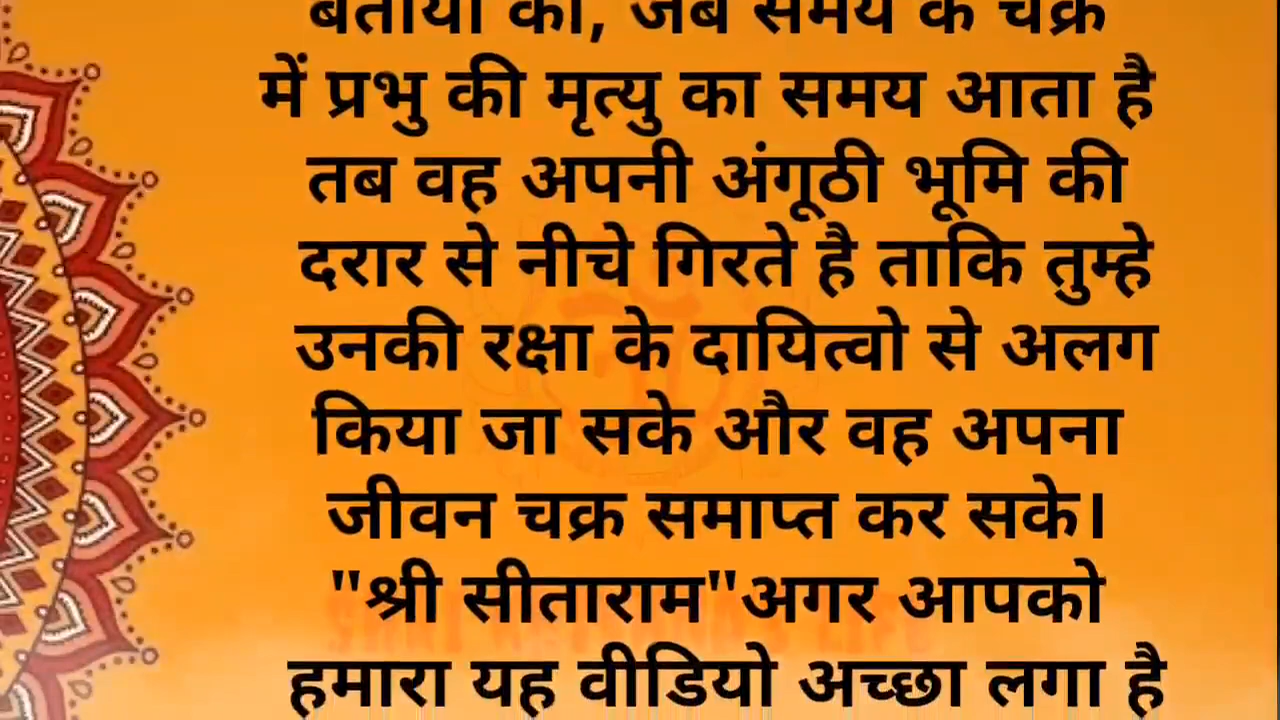 बताया की, जब समय के चक्र
में प्रभु की मृत्यु का समय आता है
तब वह अपनी अंगूठी भूमि की
दरार से नीचे गिरते है ताकि तुम्हे
उनकी रक्षा के दायित्वो से अलग
किया जा सके और वह अपना
जीवन चक्र समाप्त कर सके।
"श्री सीताराम"अगर आपको
हमारा यह वीडियो अच्छा लगा है